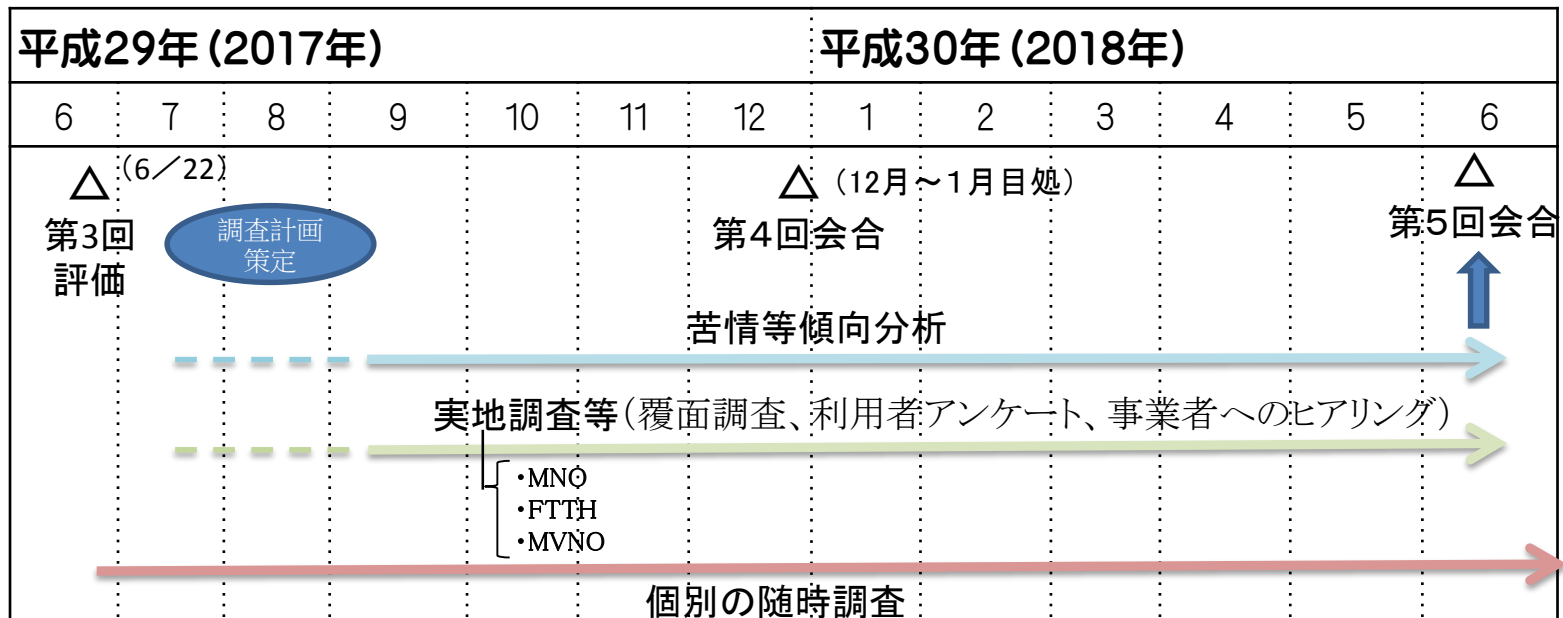 平成29年(2017年)
平成30年(2018年)
6 7 8 9 10 11 12 1 2 3 4 5 6
(6／22)
第3回
評価
調査計画
策定
(12月～1月目処)
第4回会合
第5回会合
苦情等傾向分析
実地調査等(覆面調査、利用者アンケート、事業者へのヒアリング)
・MNO
・FTTH
・MVNO
個別の随時調査